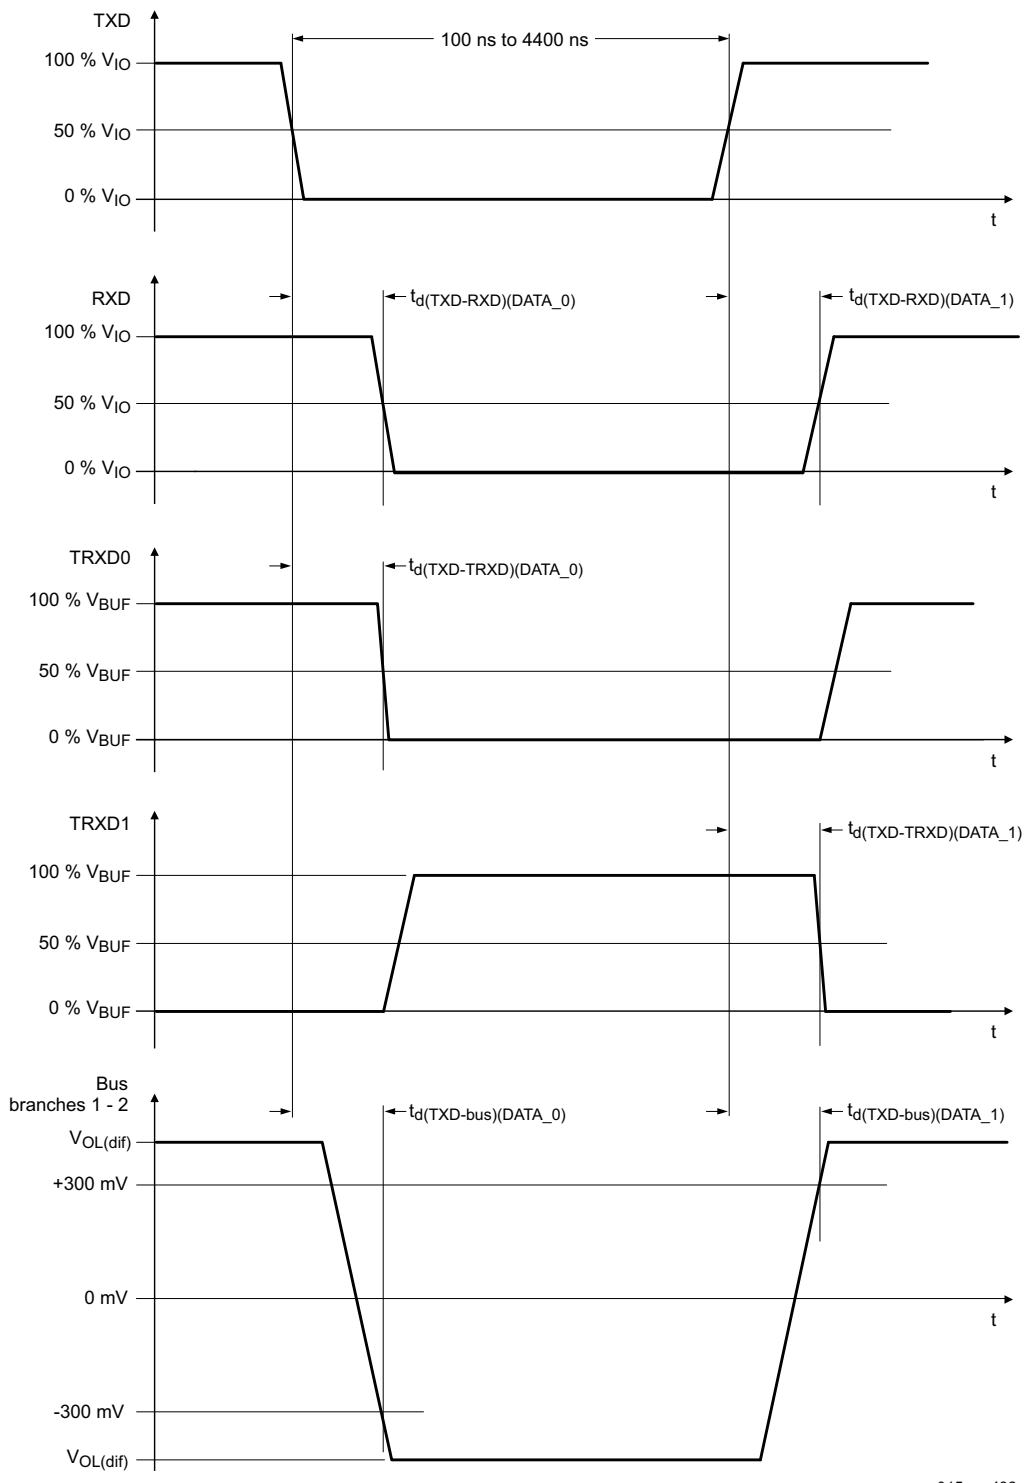 TXD
100 ns to 4400 ns
100 % VIO
50 % VIO
0 % VIO
t
RXD
td(TXD-RXD)(DATA_0)
td(TXD-RXD)(DATA_1)
100 % VIO
50 % VIO
0 % VIO
t
TRXD0
td(TXD-TRXD)(DATA_0)
100 % VBUF
50 % VBUF
0 % VBUF
t
TRXD1
td(TXD-TRXD)(DATA_1)
100 % VBUF
50 % VBUF
0 % VBUF
t
Bus
branches 1 - 2
td(TXD-bus)(DATA_0)
td(TXD-bus)(DATA_1)
VOL(dif)
+300 mV
0 mV
t
-300 mV
VOL(dif)